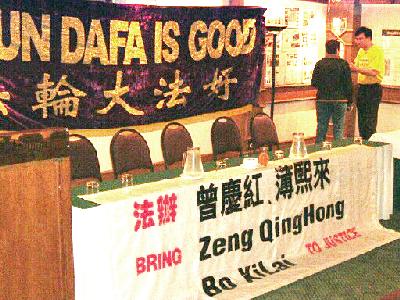 UN DAFA IS GOOD
法輪大法好
法辦 曾慶紅、薄熙來
BRING Zeng QingHong
Bo XiLai TO JUSTICE